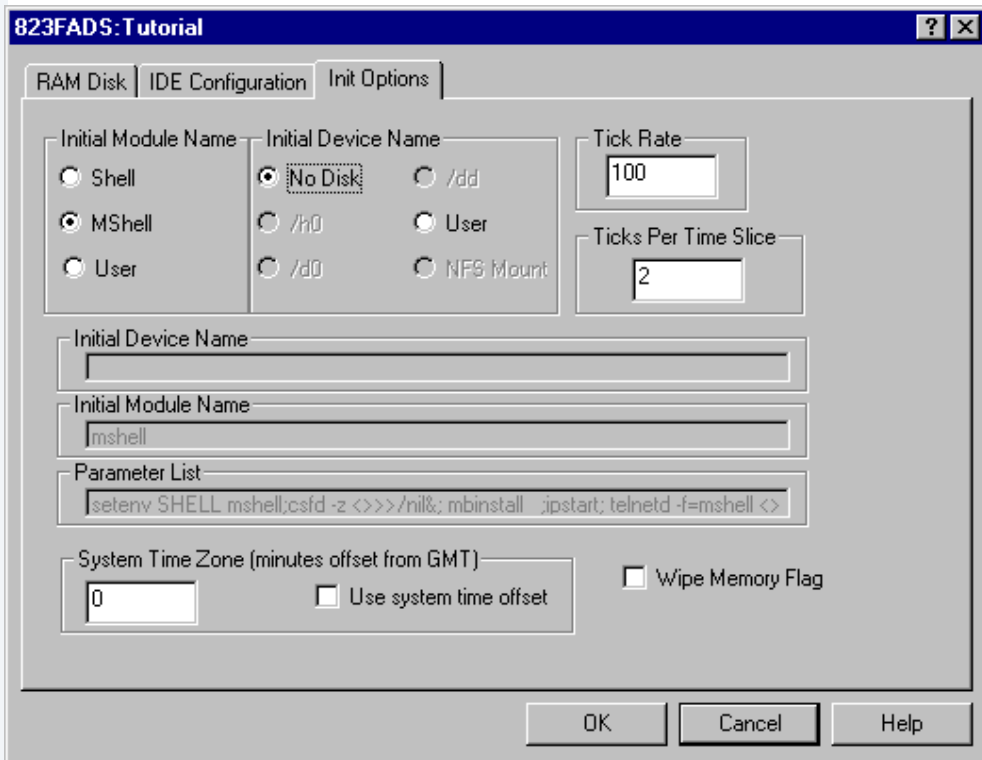 823FADS:Tutorial
RAM Disk IDE Configuration Init Options
Initial Module Name
Shell
MShell
User
Initial Device Name
No Disk /dd
/h0 User
/d0 NFS Mount
Tick Rate
100
Ticks Per Time Slice
2
Initial Device Name
Initial Module Name
mshell
Parameter List
setenv SHELL mshell;csfd -z <>>>/nil&; mbinstall ;ipstart; telnetd -f=mshell <>
System Time Zone (minutes offset from GMT)
0 Use system time offset
Wipe Memory Flag
OK Cancel Help